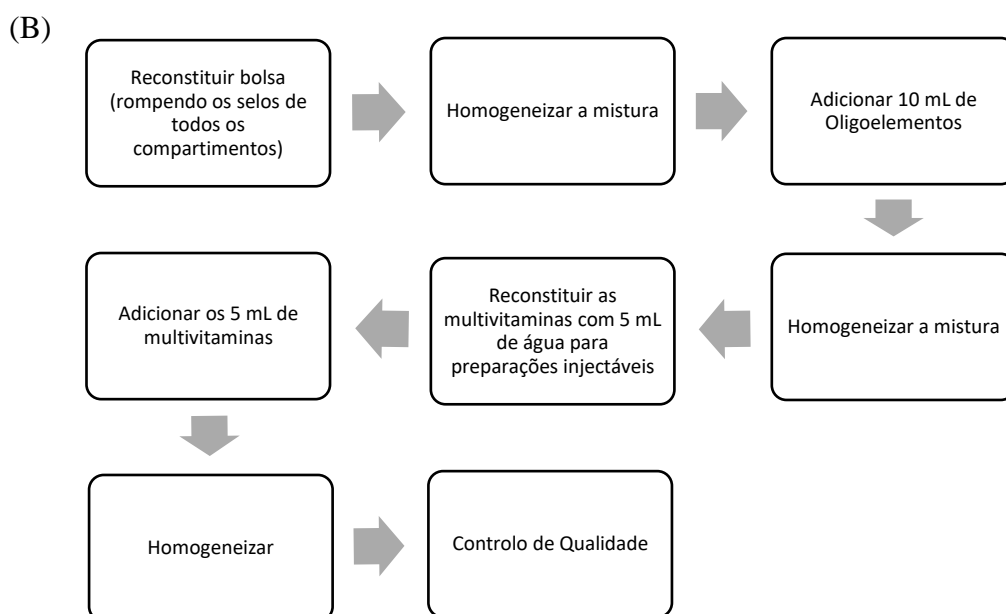 (B)
Reconstituir bolsa
(rompendo os selos de
todos os
compartimentos)
Homogeneizar a mistura
Adicionar 10 mL de
Oligoelementos
Homogeneizar a mistura
Reconstituir as
multivitaminas com 5 mL
de água para
preparações injectáveis
Adicionar os 5 mL de
multivitaminas
Homogeneizar
Controlo de Qualidade